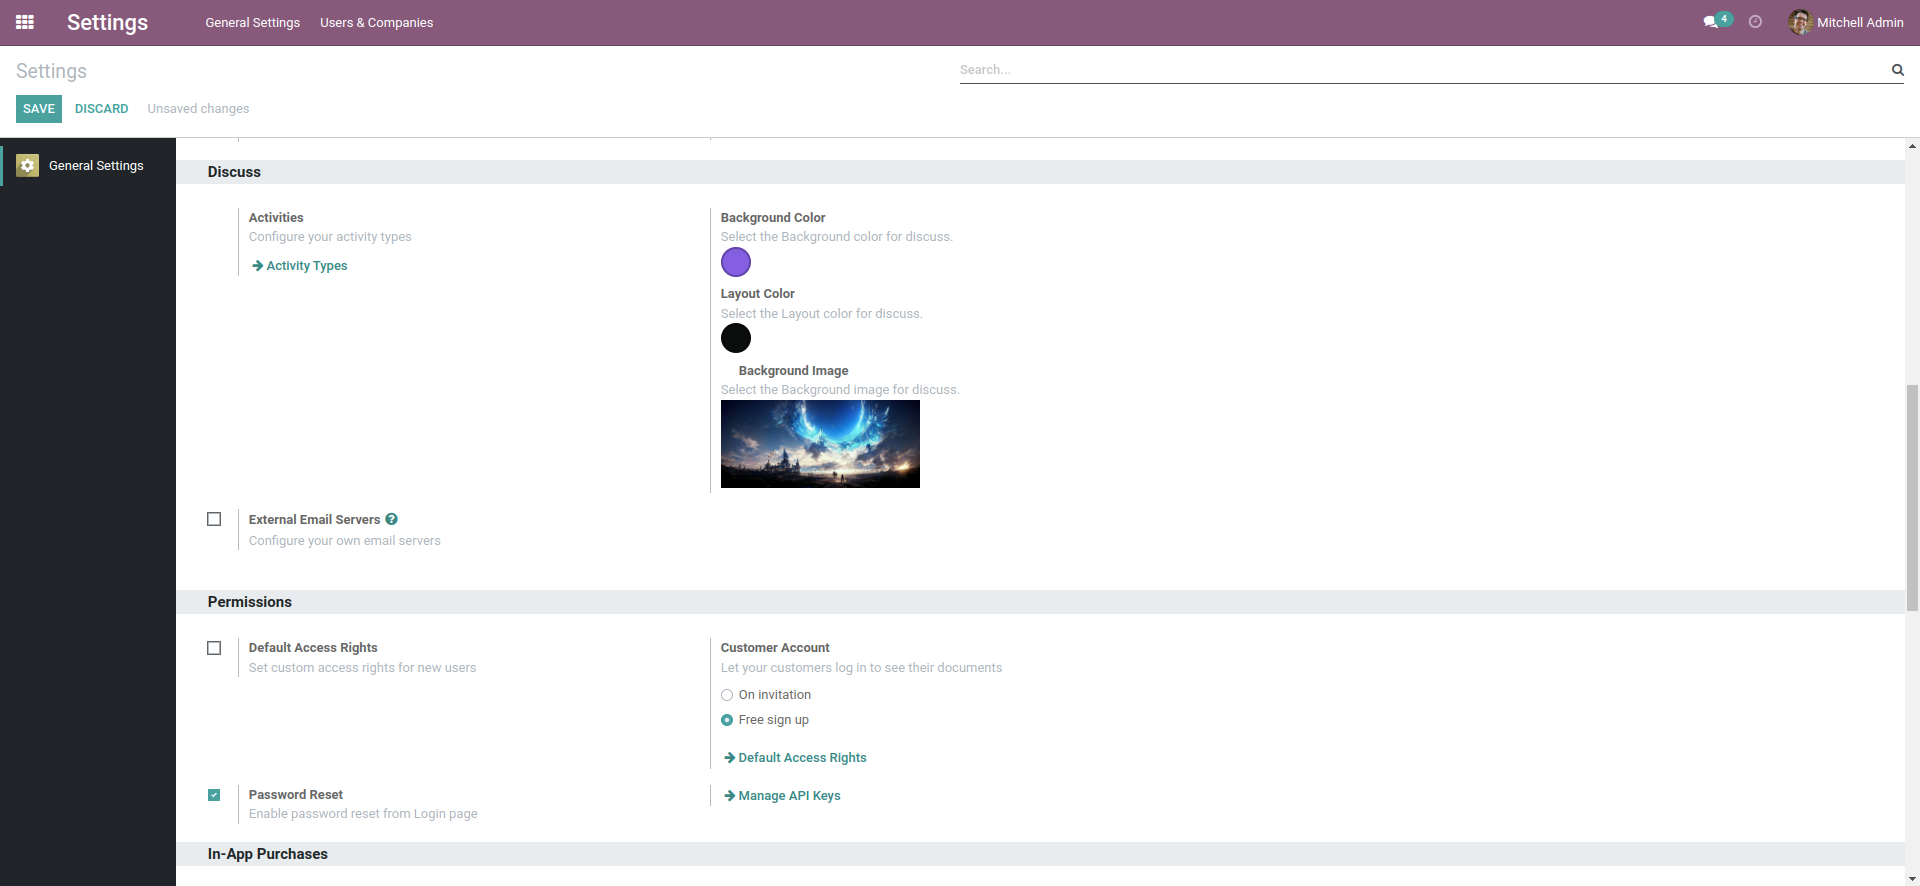 Settings
General Settings
Users & Companies
4
Mitchell Admin
Settings
Search...
SAVE
DISCARD
Unsaved changes
General Settings
Discuss
Activities
Configure your activity types
Activity Types
Background Color
Select the Background color for discuss.
Layout Color
Select the Layout color for discuss.
Background Image
Select the Background image for discuss.
External Email Servers ?
Configure your own email servers
Permissions
Default Access Rights
Set custom access rights for new users
Customer Account
Let your customers log in to see their documents
On invitation
Free sign up
Default Access Rights
Password Reset
Enable password reset from Login page
Manage API Keys
In-App Purchases